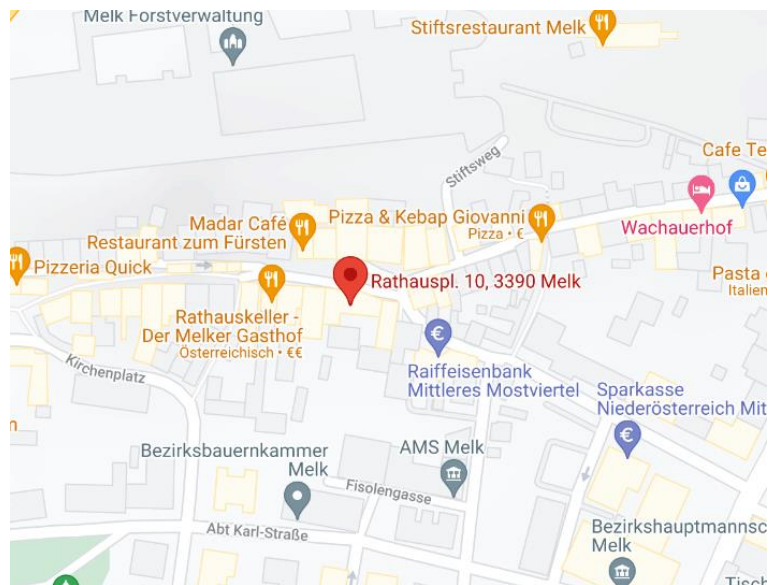 Melk Forstverwaltung
Stiftsrestaurant Melk
Stiftsweg
Cafe Te
Madar Café
Restaurant zum Fürsten
Pizza & Kebap Giovanni
Pizza • €
Wachauerhof
Pizzeria Quick
Rathauspl. 10, 3390 Melk
Pasta
Italien
Rathauskeller -
Der Melker Gasthof
Österreichisch • €€
Kirchenplatz
Raiffeisenbank
Mittleres Mostviertel
Sparkasse
Niederösterreich Mit
n
Bezirksbauernkammer
Melk
AMS Melk
Fisolengasse
Abt Karl-Straße
Bezirkshauptmannsc
Melk
Tisch